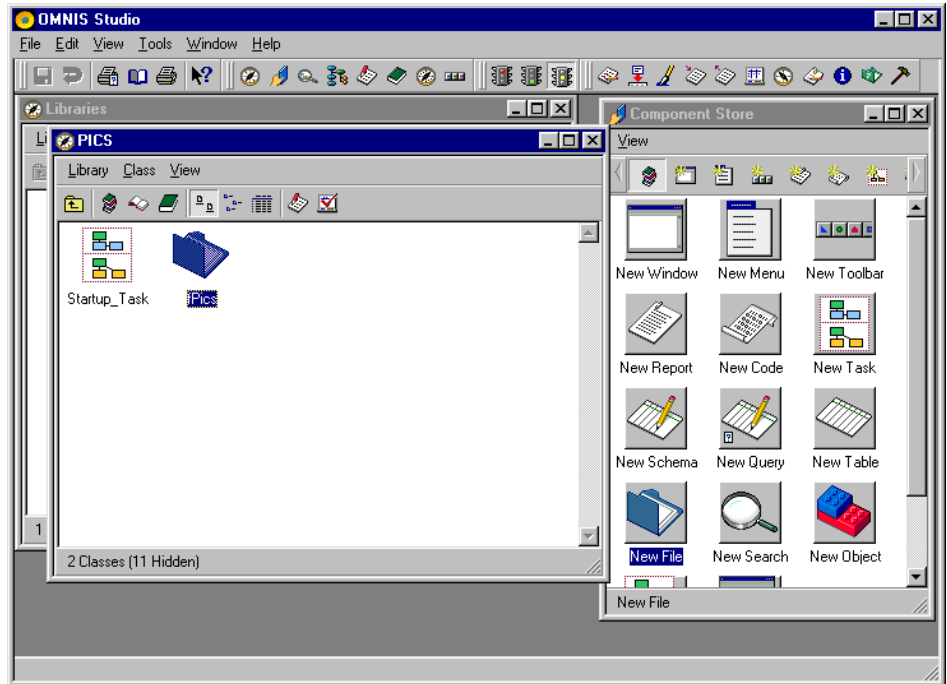 OMNIS Studio
File Edit View Tools Window Help
Libraries
PICS
Library Class View
Startup_Task
Pics
2 Classes (11 Hidden)
1
Component Store
View
New Window New Menu New Toolbar
New Report New Code New Task
New Schema New Query New Table
New File New Search New Object
New File